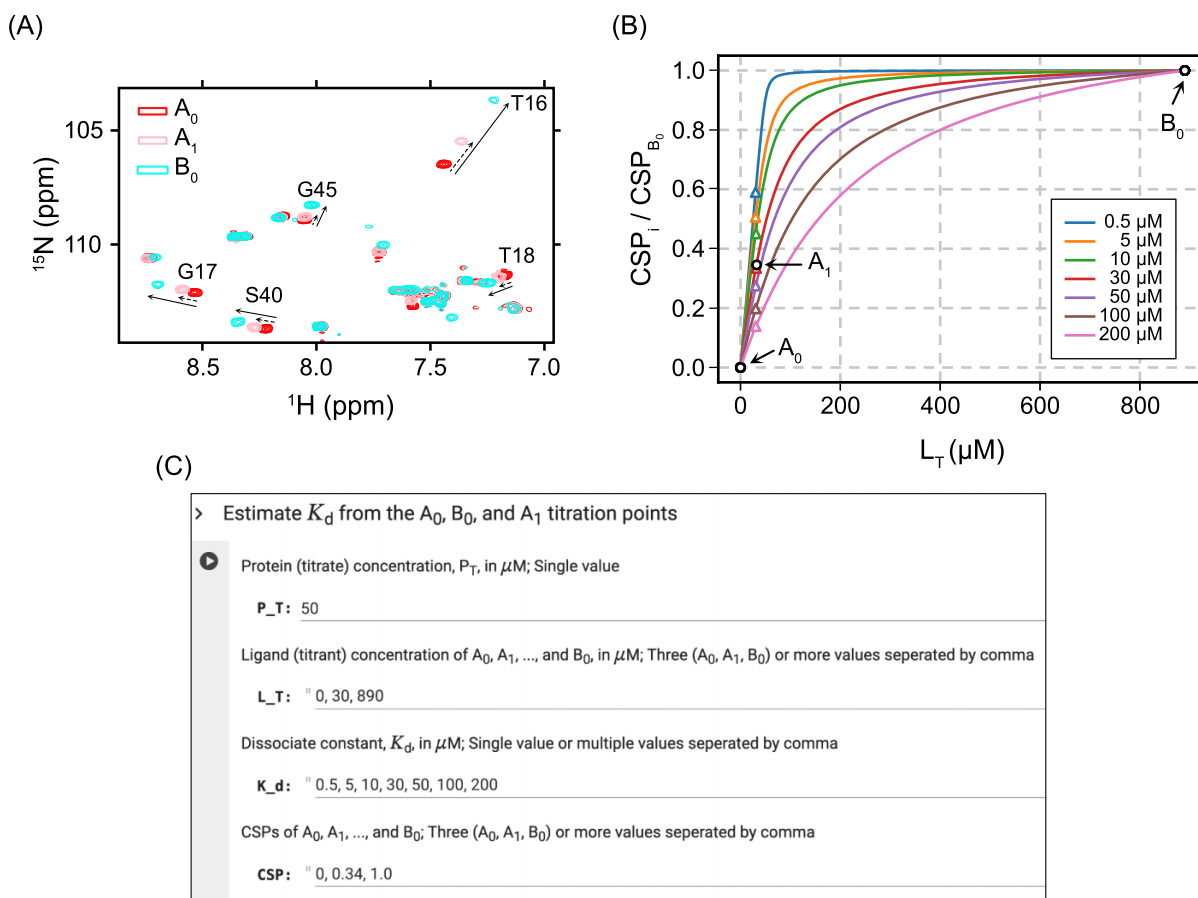 (A)
A₀
A₁
B₀
T16
G45
T18
G17
S40
105
110
¹⁵N (ppm)
8.5 8.0 7.5 7.0
¹H (ppm)
(B)
1.0
0.8
0.6
0.4
0.2
0.0
CSPᵢ / CSP_B₀
B₀
A₁
A₀
0.5 µM
5 µM
10 µM
30 µM
50 µM
100 µM
200 µM
0 200 400 600 800
L_T (µM)
(C)
Estimate K_d from the A₀, B₀, and A₁ titration points
Protein (titrate) concentration, P_T, in µM; Single value
P_T: 50
Ligand (titrant) concentration of A₀, A₁, ..., and B₀, in µM; Three (A₀, A₁, B₀) or more values seperated by comma
L_T: " 0, 30, 890
Dissociate constant, K_d, in µM; Single value or multiple values seperated by comma
K_d: " 0.5, 5, 10, 30, 50, 100, 200
CSPs of A₀, A₁, ..., and B₀; Three (A₀, A₁, B₀) or more values seperated by comma
CSP: " 0, 0.34, 1.0